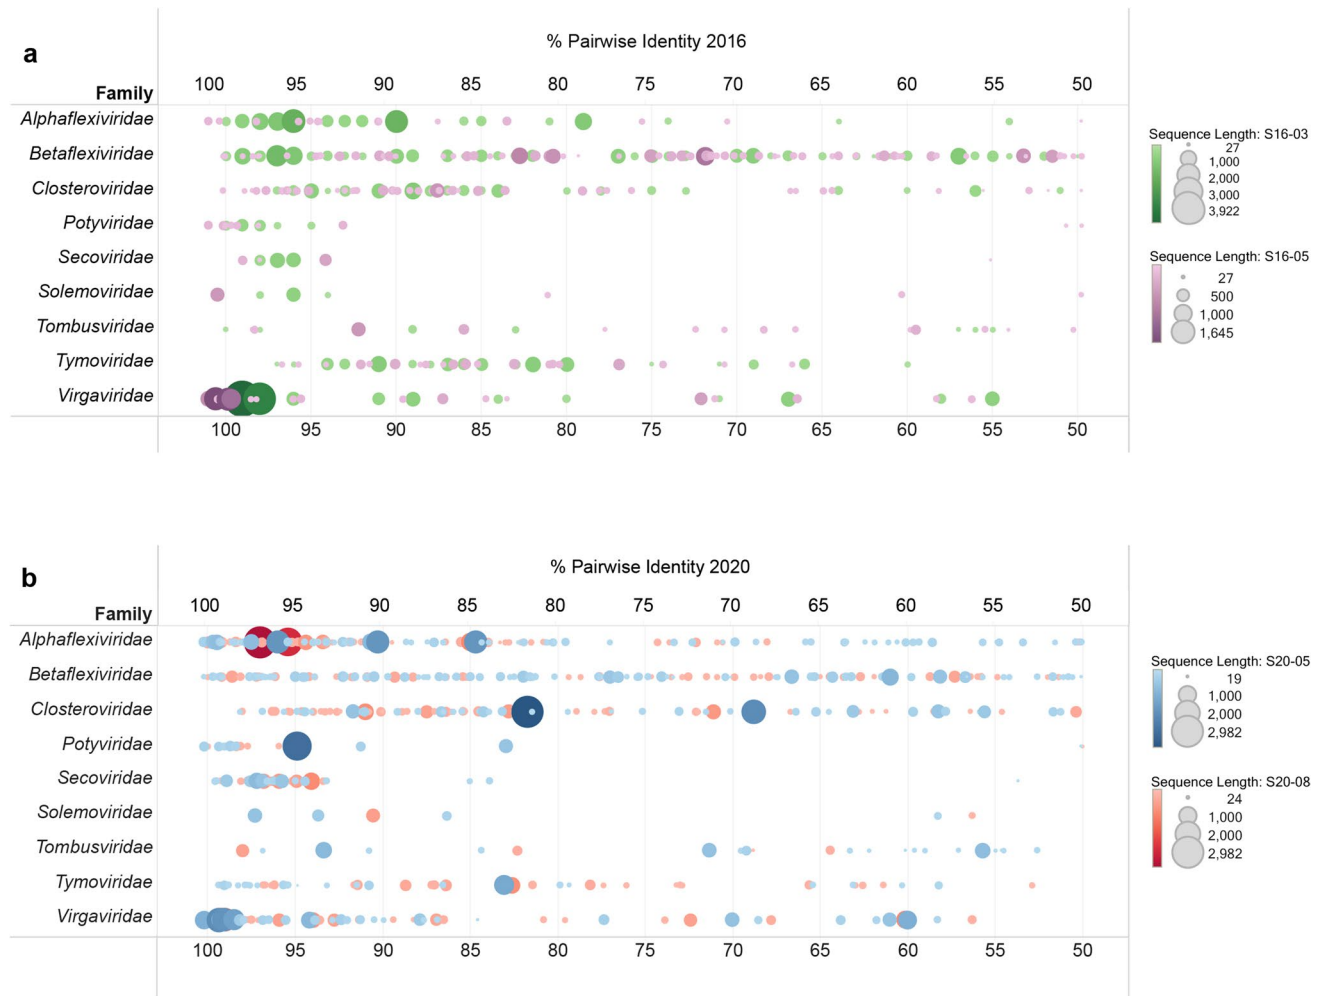 a
% Pairwise Identity 2016
Family
100 95 90 85 80 75 70 65 60 55 50
Alphaflexiviridae
Betaflexiviridae
Closteroviridae
Potyviridae
Secoviridae
Solemoviridae
Tombusviridae
Tymoviridae
Virgaviridae
100 95 90 85 80 75 70 65 60 55 50
Sequence Length: S16-03
27
1,000
2,000
3,000
3,922
Sequence Length: S16-05
27
500
1,000
1,645
b
% Pairwise Identity 2020
Family
100 95 90 85 80 75 70 65 60 55 50
Alphaflexiviridae
Betaflexiviridae
Closteroviridae
Potyviridae
Secoviridae
Solemoviridae
Tombusviridae
Tymoviridae
Virgaviridae
100 95 90 85 80 75 70 65 60 55 50
Sequence Length: S20-05
19
1,000
2,000
2,982
Sequence Length: S20-08
24
1,000
2,000
2,982